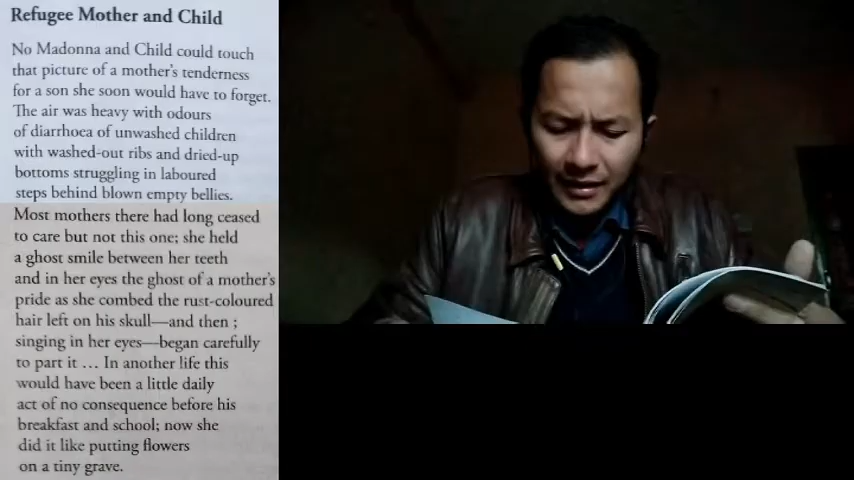 Refugee Mother and Child
No Madonna and Child could touch
that picture of a mother's tenderness
for a son she soon would have to forget.
The air was heavy with odours
of diarrhoea of unwashed children
with washed-out ribs and dried-up
bottoms struggling in laboured
steps behind blown empty bellies.
Most mothers there had long ceased
to care but not this one; she held
a ghost smile between her teeth
and in her eyes the ghost of a mother's
pride as she combed the rust-coloured
hair left on his skull—and then ;
singing in her eyes—began carefully
to part it ... In another life this
would have been a little daily
act of no consequence before his
breakfast and school; now she
did it like putting flowers
on a tiny grave.